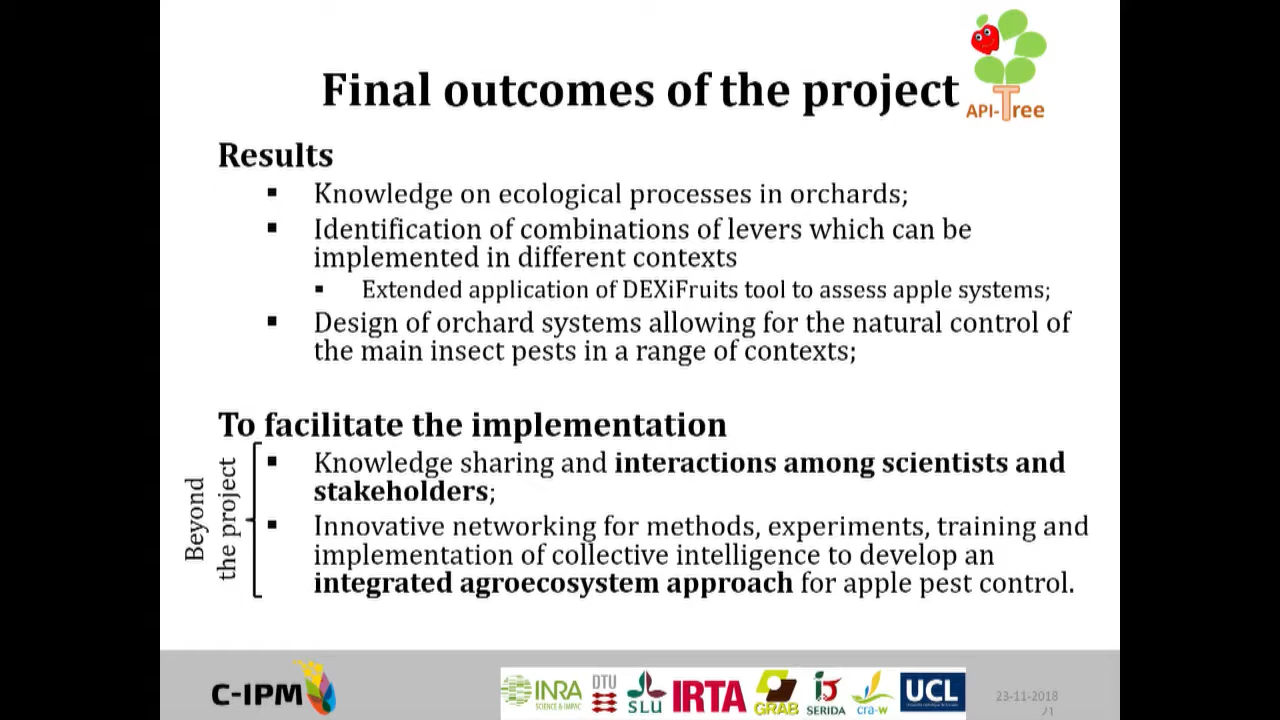 Final outcomes of the project
API-Tree
Results
▪ Knowledge on ecological processes in orchards;
▪ Identification of combinations of levers which can be
implemented in different contexts
▪ Extended application of DEXiFruits tool to assess apple systems;
▪ Design of orchard systems allowing for the natural control of
the main insect pests in a range of contexts;
To facilitate the implementation
Beyond
the project
▪ Knowledge sharing and interactions among scientists and
stakeholders;
▪ Innovative networking for methods, experiments, training and
implementation of collective intelligence to develop an
integrated agroecosystem approach for apple pest control.
C-IPM
INRA
SCIENCE & IMPACT
DTU
SLU
IRTA
GRAB
SERIDA
cra-w
UCL
23-11-2018